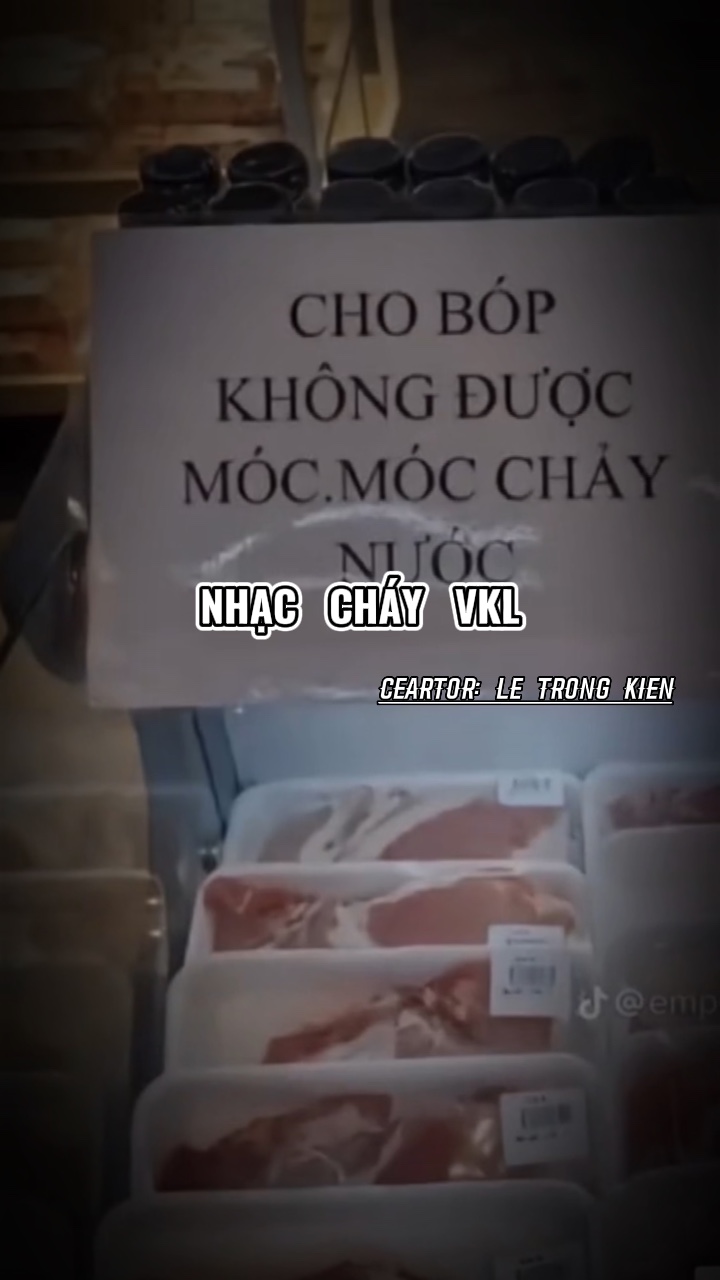 CHO BÓP
KHÔNG ĐƯỢC
MÓC.MÓC CHẢY
NƯỚC
NHẠC CHÁY VKL
CEARTOR: LE TRONG KIEN
@emp